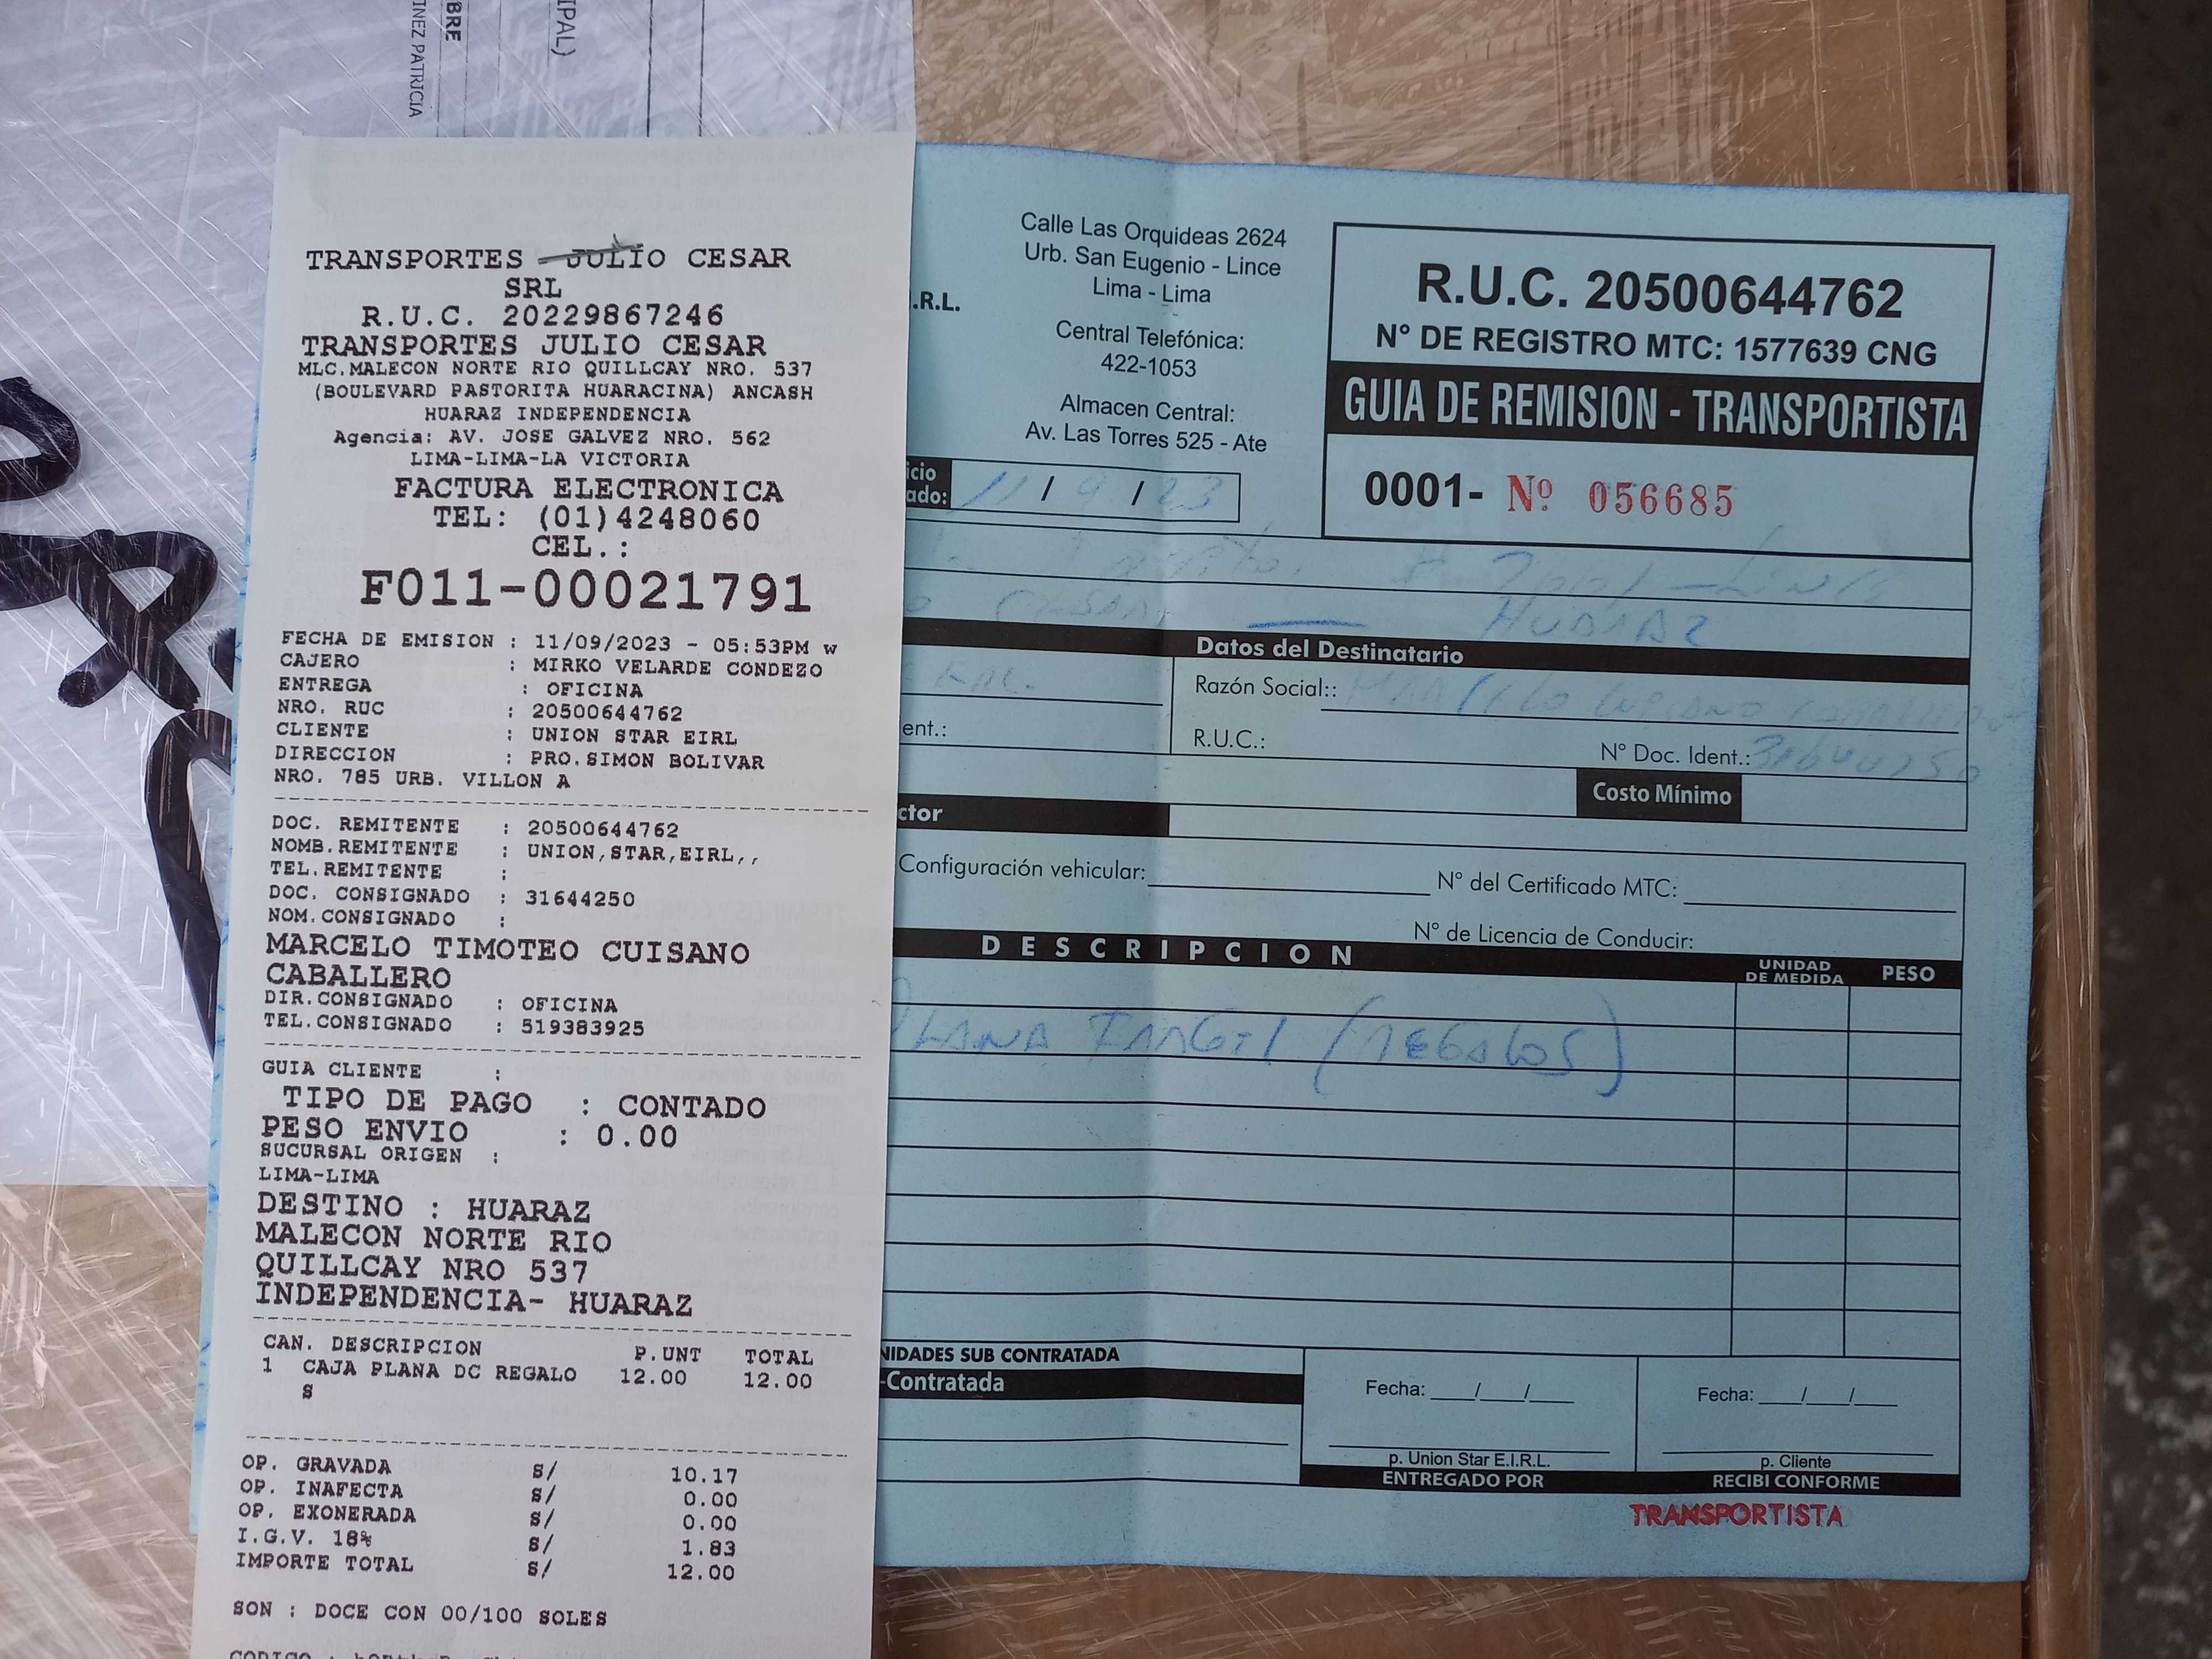 BRE
INEZ PATRICIA
IPAL)
TRANSPORTES JULIO CESAR
SRL
R.U.C. 20229867246
TRANSPORTES JULIO CESAR
MLC.MALECON NORTE RIO QUILLCAY NRO. 537
(BOULEVARD PASTORITA HUARACINA) ANCASH
HUARAZ INDEPENDENCIA
Agencia: AV. JOSE GALVEZ NRO. 562
LIMA-LIMA-LA VICTORIA
FACTURA ELECTRONICA
TEL: (01)4248060
CEL.:
F011-00021791
FECHA DE EMISION : 11/09/2023 - 05:53PM w
CAJERO : MIRKO VELARDE CONDEZO
ENTREGA : OFICINA
NRO. RUC : 20500644762
CLIENTE : UNION STAR EIRL
DIRECCION : PRO.SIMON BOLIVAR
NRO. 785 URB. VILLON A
DOC. REMITENTE : 20500644762
NOMB.REMITENTE : UNION,STAR,EIRL,,
TEL.REMITENTE :
DOC. CONSIGNADO : 31644250
NOM.CONSIGNADO :
MARCELO TIMOTEO CUISANO
CABALLERO
DIR.CONSIGNADO : OFICINA
TEL.CONSIGNADO : 519383925
GUIA CLIENTE :
TIPO DE PAGO : CONTADO
PESO ENVIO : 0.00
SUCURSAL ORIGEN :
LIMA-LIMA
DESTINO : HUARAZ
MALECON NORTE RIO
QUILLCAY NRO 537
INDEPENDENCIA- HUARAZ
CAN. DESCRIPCION P.UNT TOTAL
1 CAJA PLANA DC REGALO 12.00 12.00
S
OP. GRAVADA S/ 10.17
OP. INAFECTA S/ 0.00
OP. EXONERADA S/ 0.00
I.G.V. 18% S/ 1.83
IMPORTE TOTAL S/ 12.00
SON : DOCE CON 00/100 SOLES
.R.L.
Calle Las Orquideas 2624
Urb. San Eugenio - Lince
Lima - Lima
Central Telefónica:
422-1053
Almacen Central:
Av. Las Torres 525 - Ate
R.U.C. 20500644762
N° DE REGISTRO MTC: 1577639 CNG
GUIA DE REMISION - TRANSPORTISTA
0001- Nº 056685
icio
ado: 11 / 9 / 23
HUARAZ
Datos del Destinatario
Razón Social::
ent.:
R.U.C.: N° Doc. Ident.: 31644250
Costo Mínimo
ctor
Configuración vehicular: N° del Certificado MTC:
N° de Licencia de Conducir:
DESCRIPCION UNIDAD DE MEDIDA PESO
PLANA (REGALOS)
NIDADES SUB CONTRATADA
-Contratada
Fecha: / / Fecha: / /
p. Union Star E.I.R.L. p. Cliente
ENTREGADO POR RECIBI CONFORME
TRANSPORTISTA